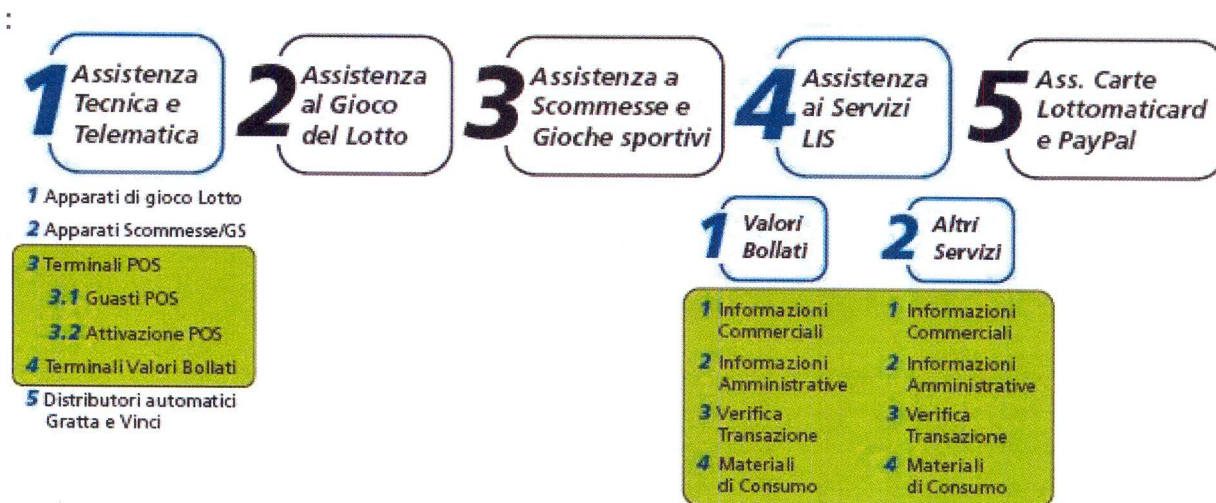 :
1 Assistenza
Tecnica e
Telematica
2 Assistenza
al Gioco
del Lotto
3 Assistenza a
Scommesse e
Gioche sportivi
4 Assistenza
ai Servizi
LIS
5 Ass. Carte
Lottomaticard
e PayPal
1 Apparati di gioco Lotto
2 Apparati Scommesse/GS
3 Terminali POS
3.1 Guasti POS
3.2 Attivazione POS
4 Terminali Valori Bollati
5 Distributori automatici
Gratta e Vinci
1 Valori
Bollati
1 Informazioni
Commerciali
2 Informazioni
Amministrative
3 Verifica
Transazione
4 Materiali
di Consumo
2 Altri
Servizi
1 Informazioni
Commerciali
2 Informazioni
Amministrative
3 Verifica
Transazione
4 Materiali
di Consumo